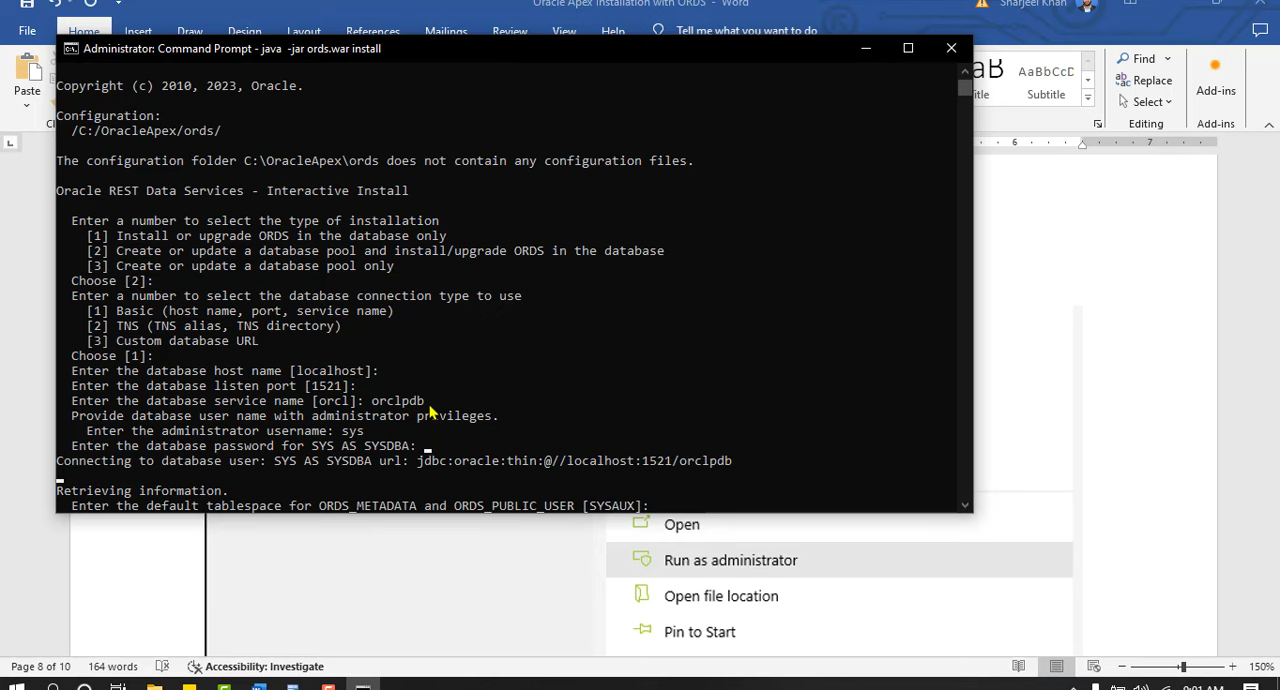 Oracle Apex Installation with ORDS - Word
Sharjeel Khan
File Home Insert Draw Design Layout References Mailings Review View Help Tell me what you want to do
Administrator: Command Prompt - java -jar ords.war install
Paste
Copyright (c) 2010, 2023, Oracle.
Configuration:
/C:/OracleApex/ords/
The configuration folder C:\OracleApex\ords does not contain any configuration files.
Oracle REST Data Services - Interactive Install
Enter a number to select the type of installation
[1] Install or upgrade ORDS in the database only
[2] Create or update a database pool and install/upgrade ORDS in the database
[3] Create or update a database pool only
Choose [2]:
Enter a number to select the database connection type to use
[1] Basic (host name, port, service name)
[2] TNS (TNS alias, TNS directory)
[3] Custom database URL
Choose [1]:
Enter the database host name [localhost]:
Enter the database listen port [1521]:
Enter the database service name [orcl]: orclpdb
Provide database user name with administrator privileges.
Enter the administrator username: sys
Enter the database password for SYS AS SYSDBA:
Connecting to database user: SYS AS SYSDBA url: jdbc:oracle:thin:@//localhost:1521/orclpdb
Retrieving information.
Enter the default tablespace for ORDS_METADATA and ORDS_PUBLIC_USER [SYSAUX]:
AaBbCcD
Subtitle
Find
Replace
Select
Editing
Add-ins
Add-ins
6 7
Open
Run as administrator
Open file location
Pin to Start
Page 8 of 10 164 words Accessibility: Investigate 150%
9:01 AM